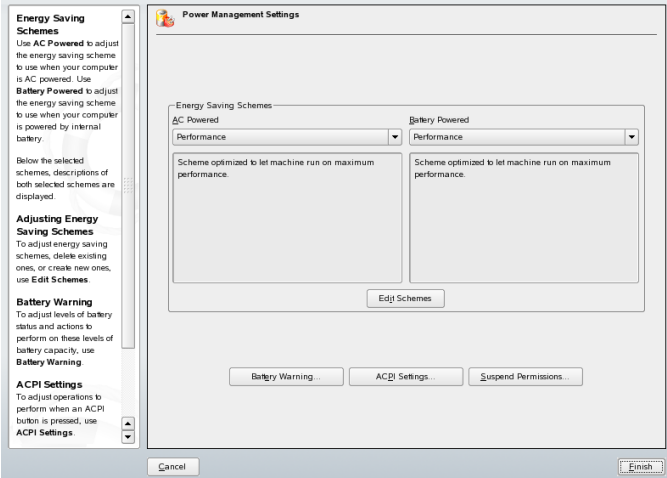 Energy Saving
Schemes
Use AC Powered to adjust
the energy saving scheme
to use when your computer
is AC powered. Use
Battery Powered to adjust
the energy saving scheme
to use when your computer
is powered by internal
battery.
Below the selected
schemes, descriptions of
both selected schemes are
displayed.
Adjusting Energy
Saving Schemes
To adjust energy saving
schemes, delete existing
ones, or create new ones,
use Edit Schemes.
Battery Warning
To adjust levels of battery
status and actions to
perform on these levels of
battery capacity, use
Battery Warning.
ACPI Settings
To adjust operations to
perform when an ACPI
button is pressed, use
ACPI Settings.
Power Management Settings
Energy Saving Schemes
AC Powered
Performance
Scheme optimized to let machine run on maximum
performance.
Battery Powered
Performance
Scheme optimized to let machine run on maximum
performance.
Edit Schemes
Battery Warning... ACPI Settings... Suspend Permissions...
Cancel Finish